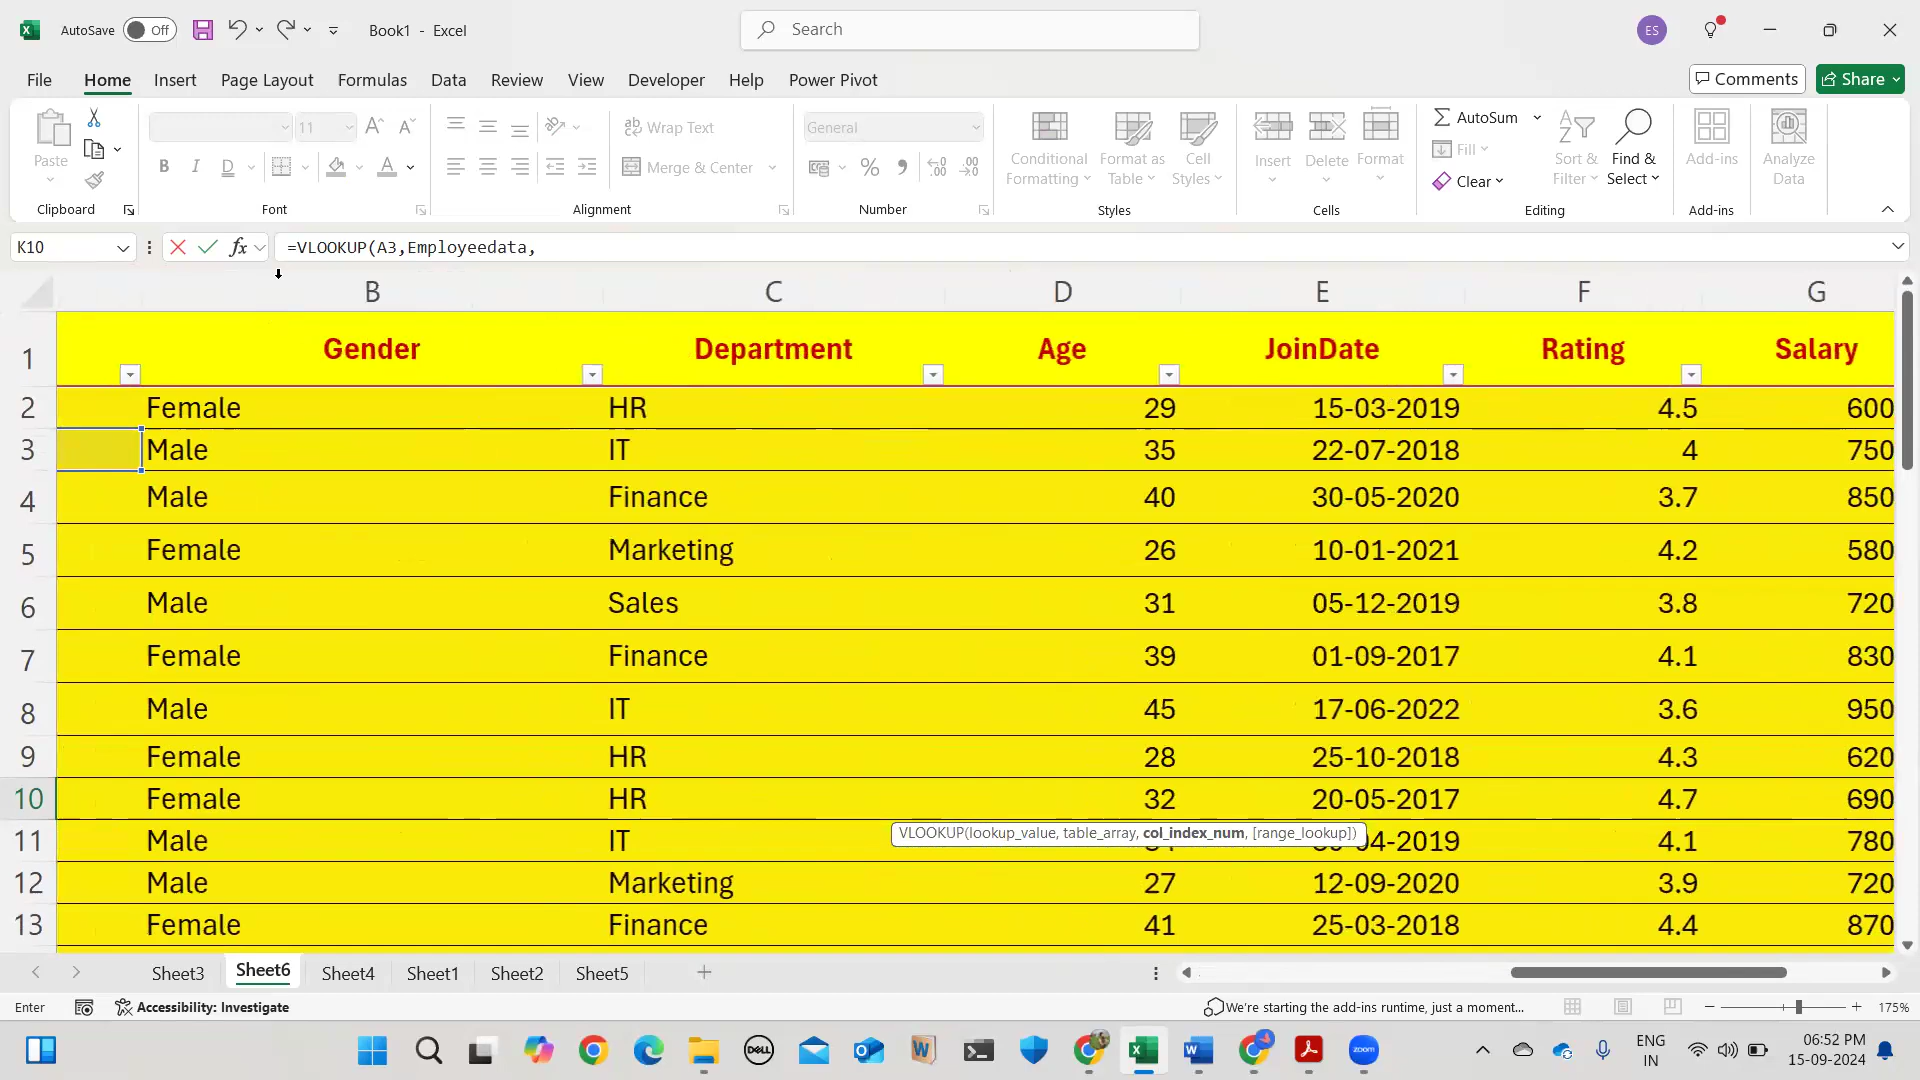 AutoSave Off Book1 - Excel Search ES
File Home Insert Page Layout Formulas Data Review View Developer Help Power Pivot Comments Share
Paste
11
B I D
General
Wrap Text
Merge & Center
Conditional Formatting
Format as Table
Cell Styles
Insert Delete Format
AutoSum
Fill
Clear
Sort & Filter
Find & Select
Add-ins
Analyze Data
Clipboard Font Alignment Number Styles Cells Editing Add-ins
K10 fx =VLOOKUP(A3,Employeedata,
B C D E F G
1 Gender Department Age JoinDate Rating Salary
2 Female HR 29 15-03-2019 4.5 600
3 Male IT 35 22-07-2018 4 750
4 Male Finance 40 30-05-2020 3.7 850
5 Female Marketing 26 10-01-2021 4.2 580
6 Male Sales 31 05-12-2019 3.8 720
7 Female Finance 39 01-09-2017 4.1 830
8 Male IT 45 17-06-2022 3.6 950
9 Female HR 28 25-10-2018 4.3 620
10 Female HR 32 20-05-2017 4.7 690
VLOOKUP(lookup_value, table_array, col_index_num, [range_lookup])
11 Male IT 04-2019 4.1 780
12 Male Marketing 27 12-09-2020 3.9 720
13 Female Finance 41 25-03-2018 4.4 870
Sheet3 Sheet6 Sheet4 Sheet1 Sheet2 Sheet5
Enter Accessibility: Investigate We're starting the add-ins runtime, just a moment... 175%
DELL W zoom ENG IN 06:52 PM 15-09-2024